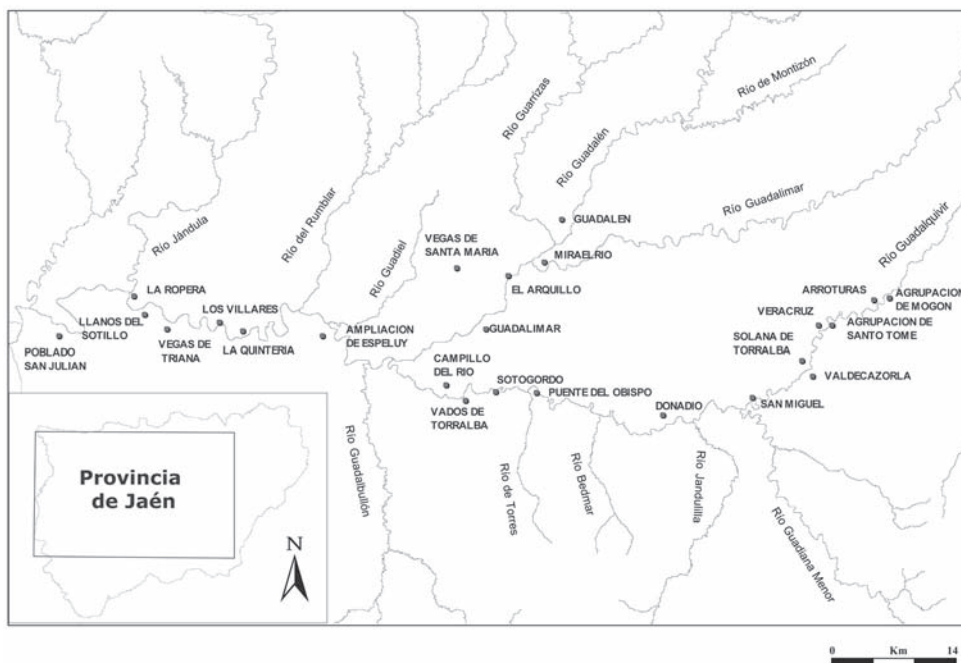 Río de Montizón
Río Guarrizas
Río Guadalén
Río Guadalimar
Río Guadalquivir
Río Jándula
Río del Rumblar
Río Guadiel
GUADALEN
VEGAS DE
SANTA MARIA
MIRAELRIO
EL ARQUILLO
LA ROPERA
LOS VILLARES
LLANOS DEL
SOTILLO
VEGAS DE
TRIANA
LA QUINTERIA
POBLADO
SAN JULIAN
AMPLIACION
DE ESPELUY
GUADALIMAR
ARROTURAS
AGRUPACION
DE MOGON
VERACRUZ
AGRUPACION DE
SANTO TOME
SOLANA DE
TORRALBA
VALDECAZORLA
CAMPILLO
DEL RIO
SOTOGORDO
PUENTE DEL OBISPO
VADOS DE
TORRALBA
DONADIO
SAN MIGUEL
Río Guadalbullón
Río de Torres
Río Bedmar
Río Jandulilla
Río Guadiana Menor
Provincia
de Jaén
N
0 Km 14